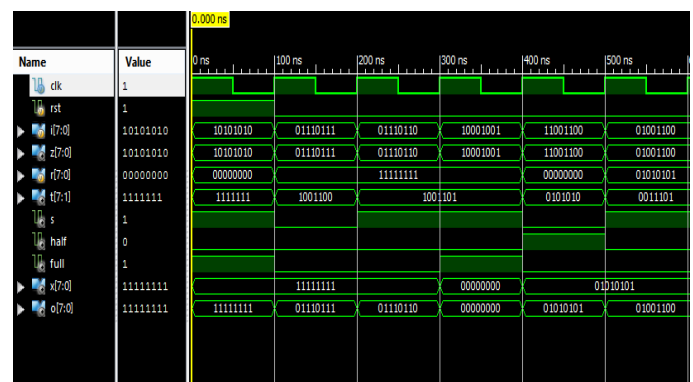 0.000 ns
Name Value 0 ns 100 ns 200 ns 300 ns 400 ns 500 ns
clk 1
rst 1
i[7:0] 10101010 10101010 01110111 01110110 10001001 11001100 01001100
z[7:0] 10101010 10101010 01110111 01110110 10001001 11001100 01001100
r[7:0] 00000000 00000000 11111111 00000000 01010101
t[7:1] 1111111 1111111 1001100 1001101 0101010 0011101
s 1
half 0
full 1
x[7:0] 11111111 11111111 00000000 01010101
o[7:0] 11111111 11111111 01110111 01110110 00000000 01010101 01001100